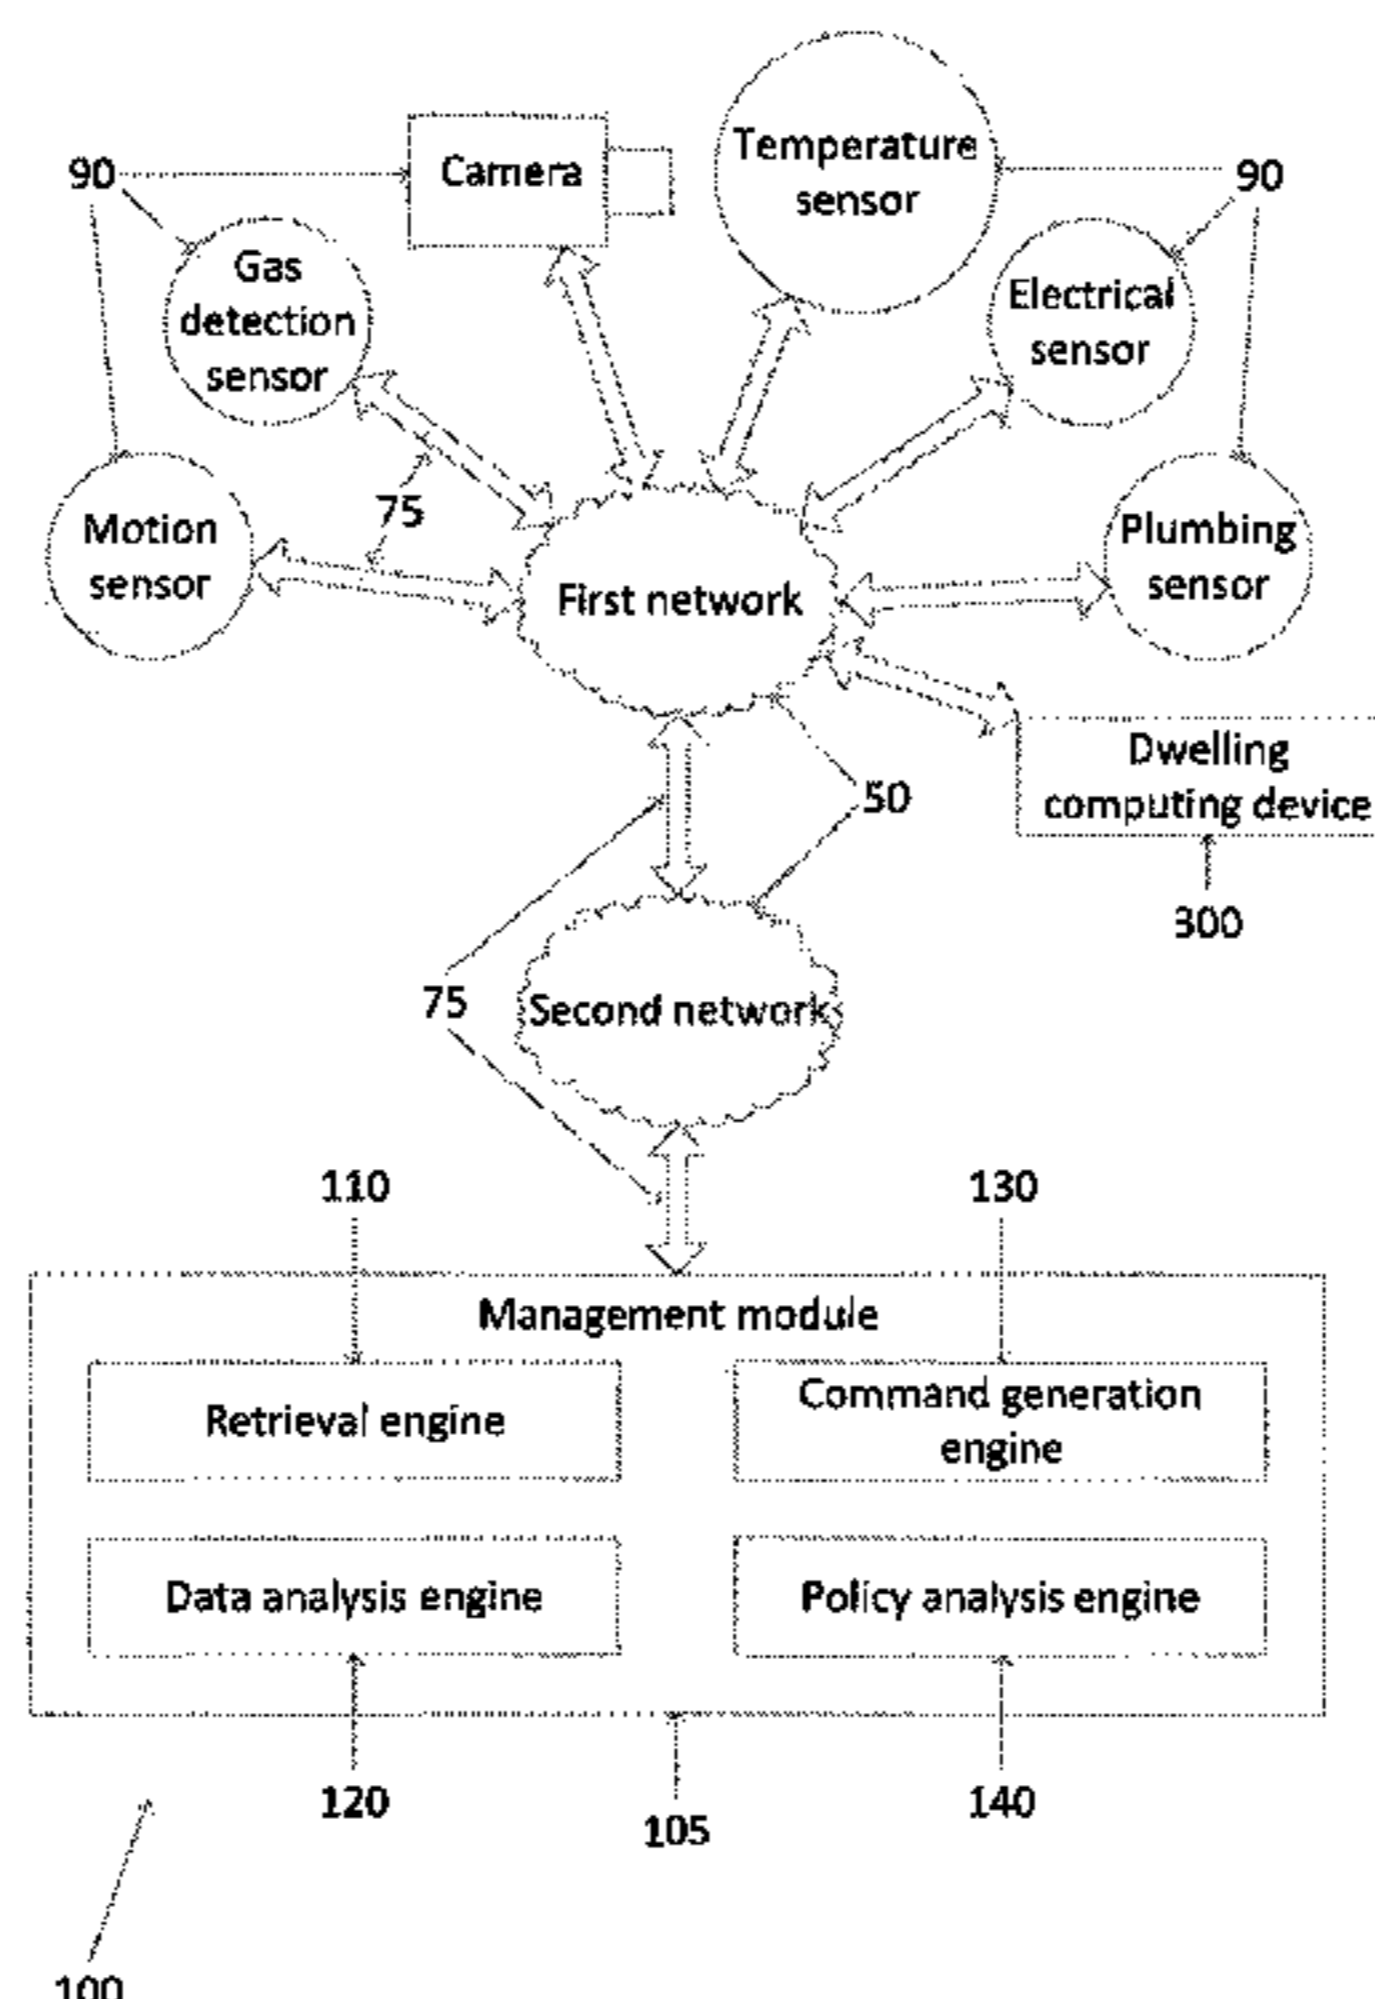 90
Camera
Temperature
sensor
90
Gas
detection
sensor
Electrical
sensor
75
Motion
sensor
First network
Plumbing
sensor
Dwelling
computing device
50
300
75
Second network
110
130
Management module
Retrieval engine
Command generation
engine
Data analysis engine
Policy analysis engine
120
105
140
100